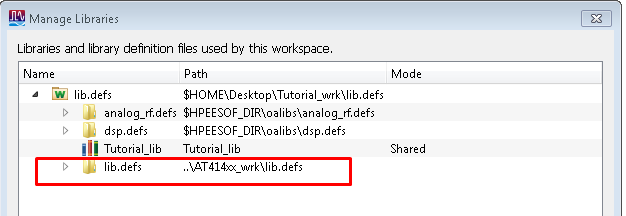 Manage Libraries
Libraries and library definition files used by this workspace.
Name Path Mode
lib.defs $HOME\Desktop\Tutorial_wrk\lib.defs
analog_rf.defs $HPEESOF_DIR\oalibs\analog_rf.defs
dsp.defs $HPEESOF_DIR\oalibs\dsp.defs
Tutorial_lib Tutorial_lib Shared
lib.defs ..\AT414xx_wrk\lib.defs